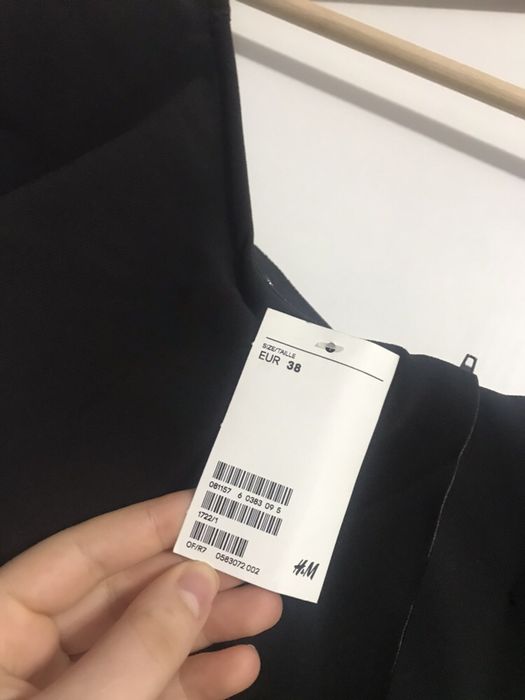 SIZE/TAILLE
EUR 38
081157 6 0383 09 5
1722/1
OF/R7 0583072 002
H&M